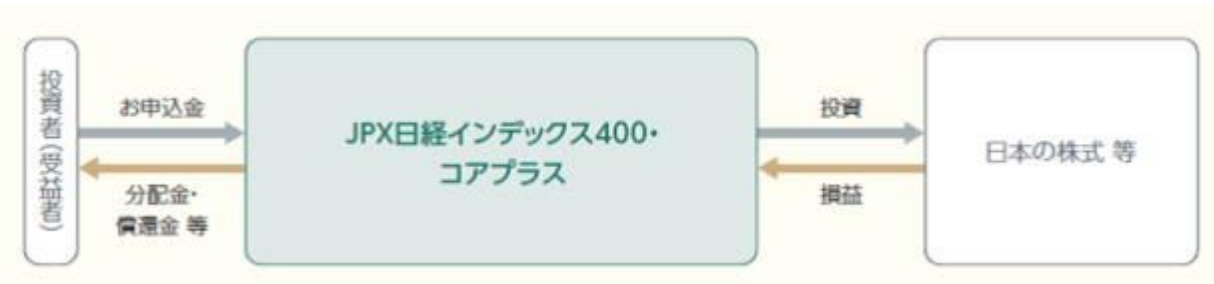 投資者(受益者)
お申込金
分配金・
償還金 等
JPX日経インデックス400・
コアプラス
投資
損益
日本の株式 等